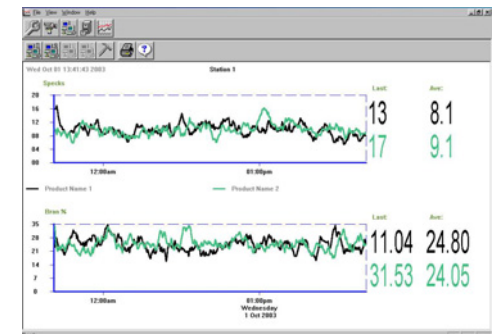 File View Window Help
Wed Oct 01 13:41:43 2003 Station 1
Specks
Last: Ave:
20
16
12
08
04
00
13 8.1
17 9.1
12:00am 01:00pm
Product Name 1 Product Name 2
Bran %
Last: Ave:
35
28
21
14
7
0
11.04 24.80
31.53 24.05
12:00am 01:00pm
Wednesday
1 Oct 2003